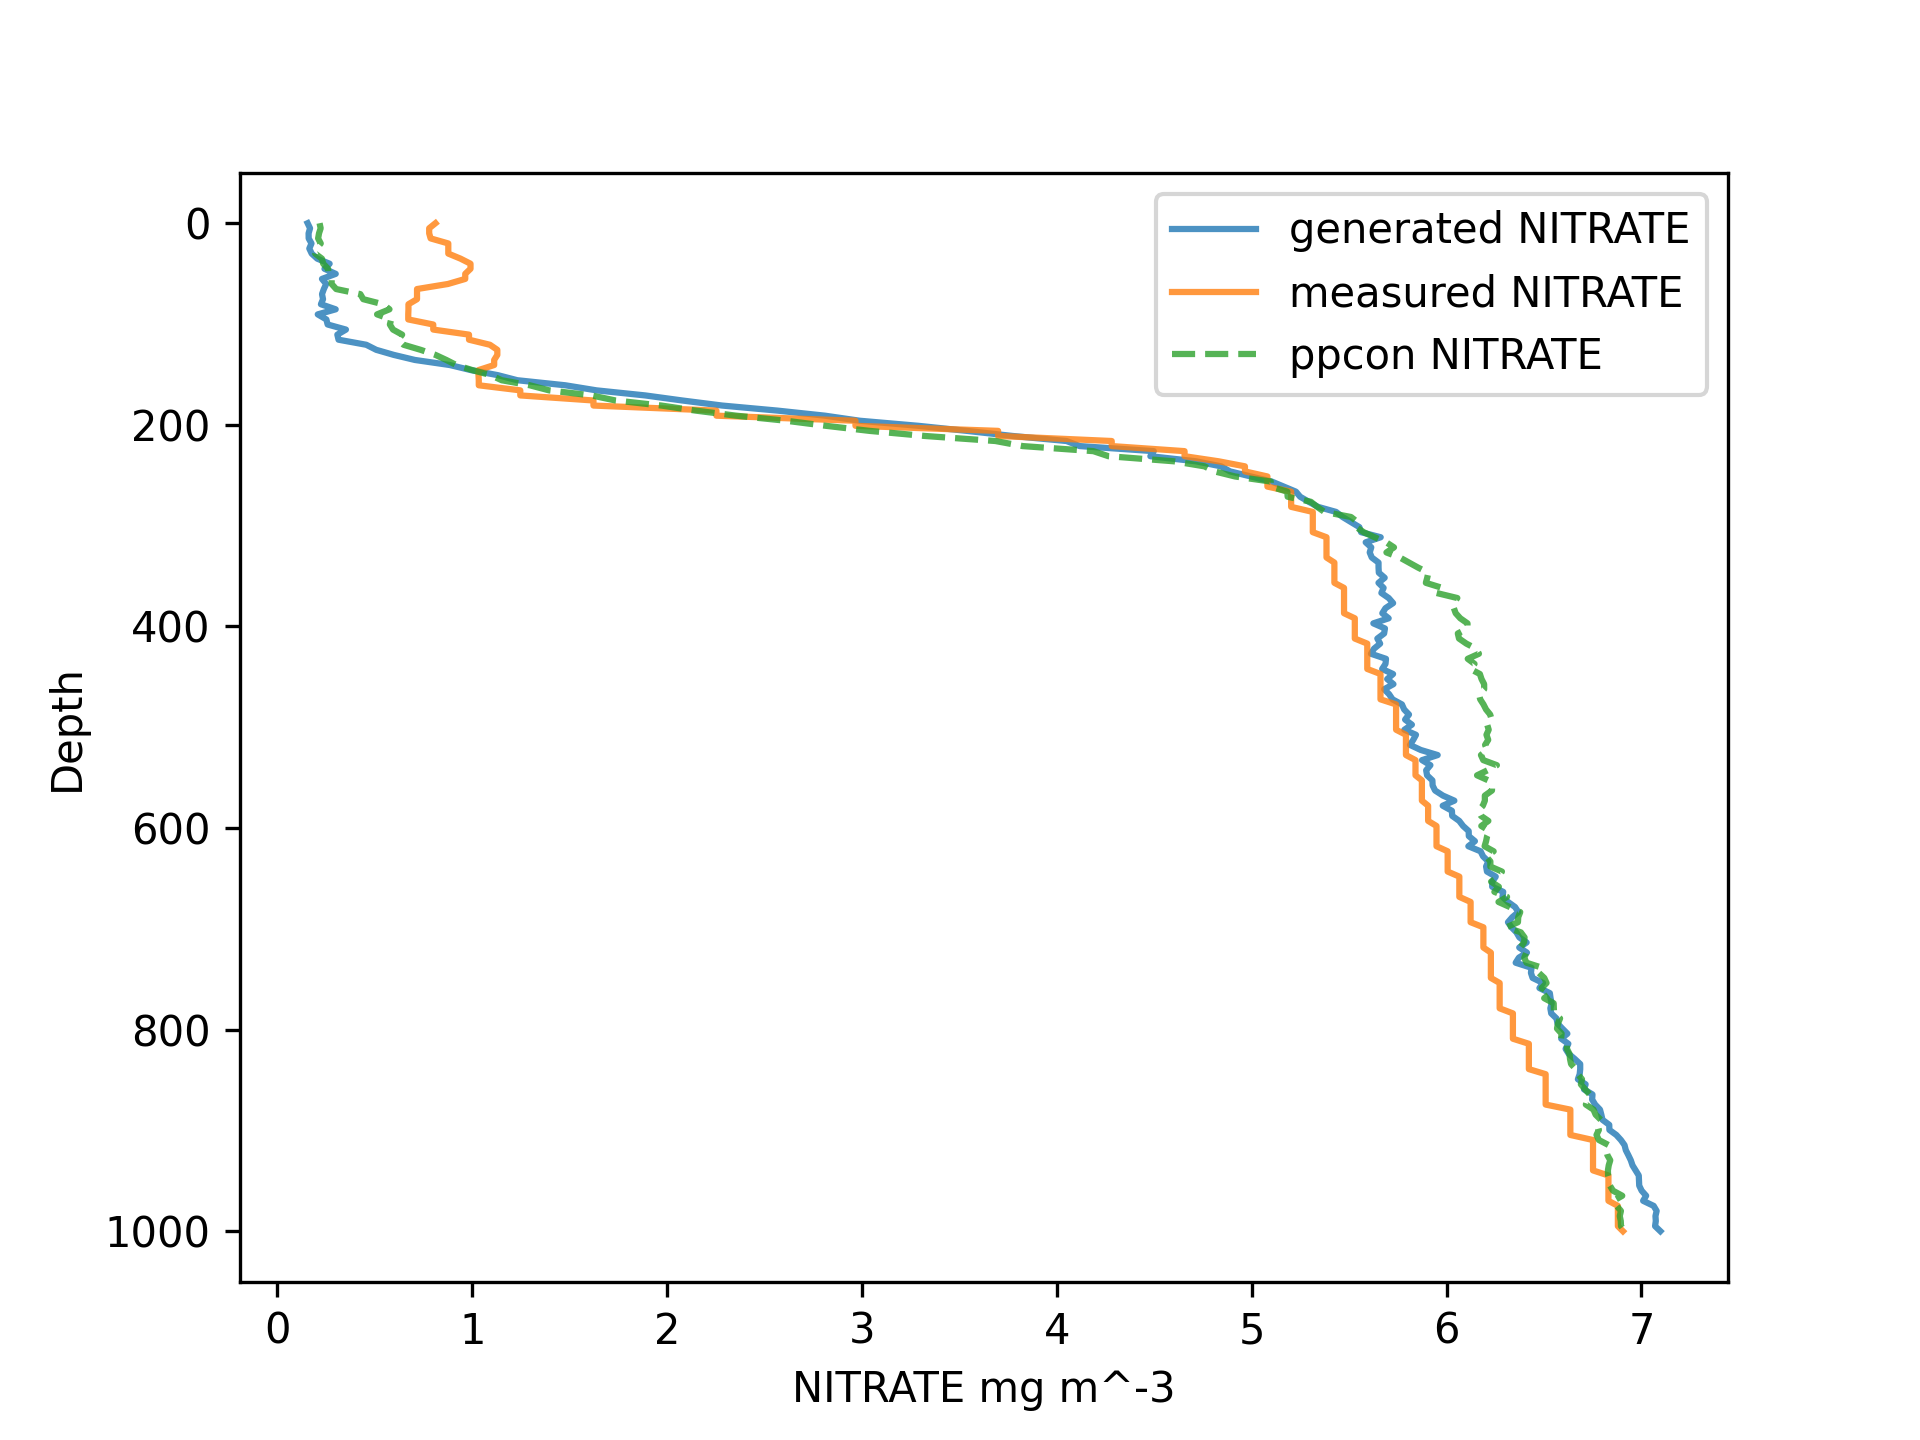 generated NITRATE
measured NITRATE
ppcon NITRATE
0
200
400
600
800
1000
Depth
0 1 2 3 4 5 6 7
NITRATE mg m^-3